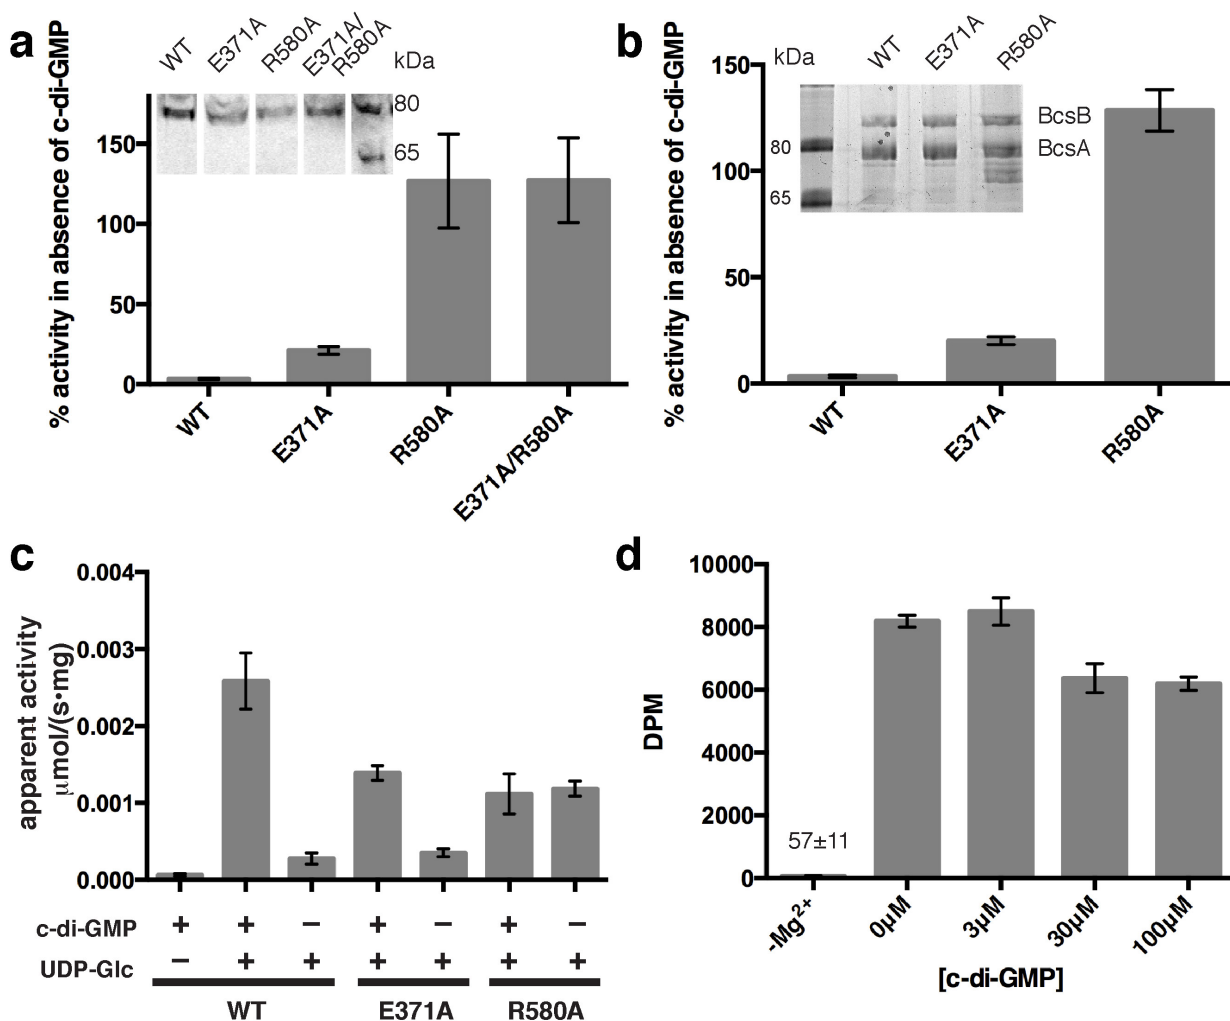 a
WT
E371A
R580A
E371A/
R580A
kDa
80
65
% activity in absence of c-di-GMP
150
100
50
0
WT
E371A
R580A
E371A/R580A
b
kDa
WT
E371A
R580A
80
65
BcsB
BcsA
% activity in absence of c-di-GMP
150
100
50
0
WT
E371A
R580A
c
apparent activity
µmol/(s·mg)
0.004
0.003
0.002
0.001
0.000
c-di-GMP + + – + – + –
UDP-Glc – + + + + + +
WT E371A R580A
d
DPM
10000
8000
6000
4000
2000
0
57±11
-Mg²⁺
0µM
3µM
30µM
100µM
[c-di-GMP]